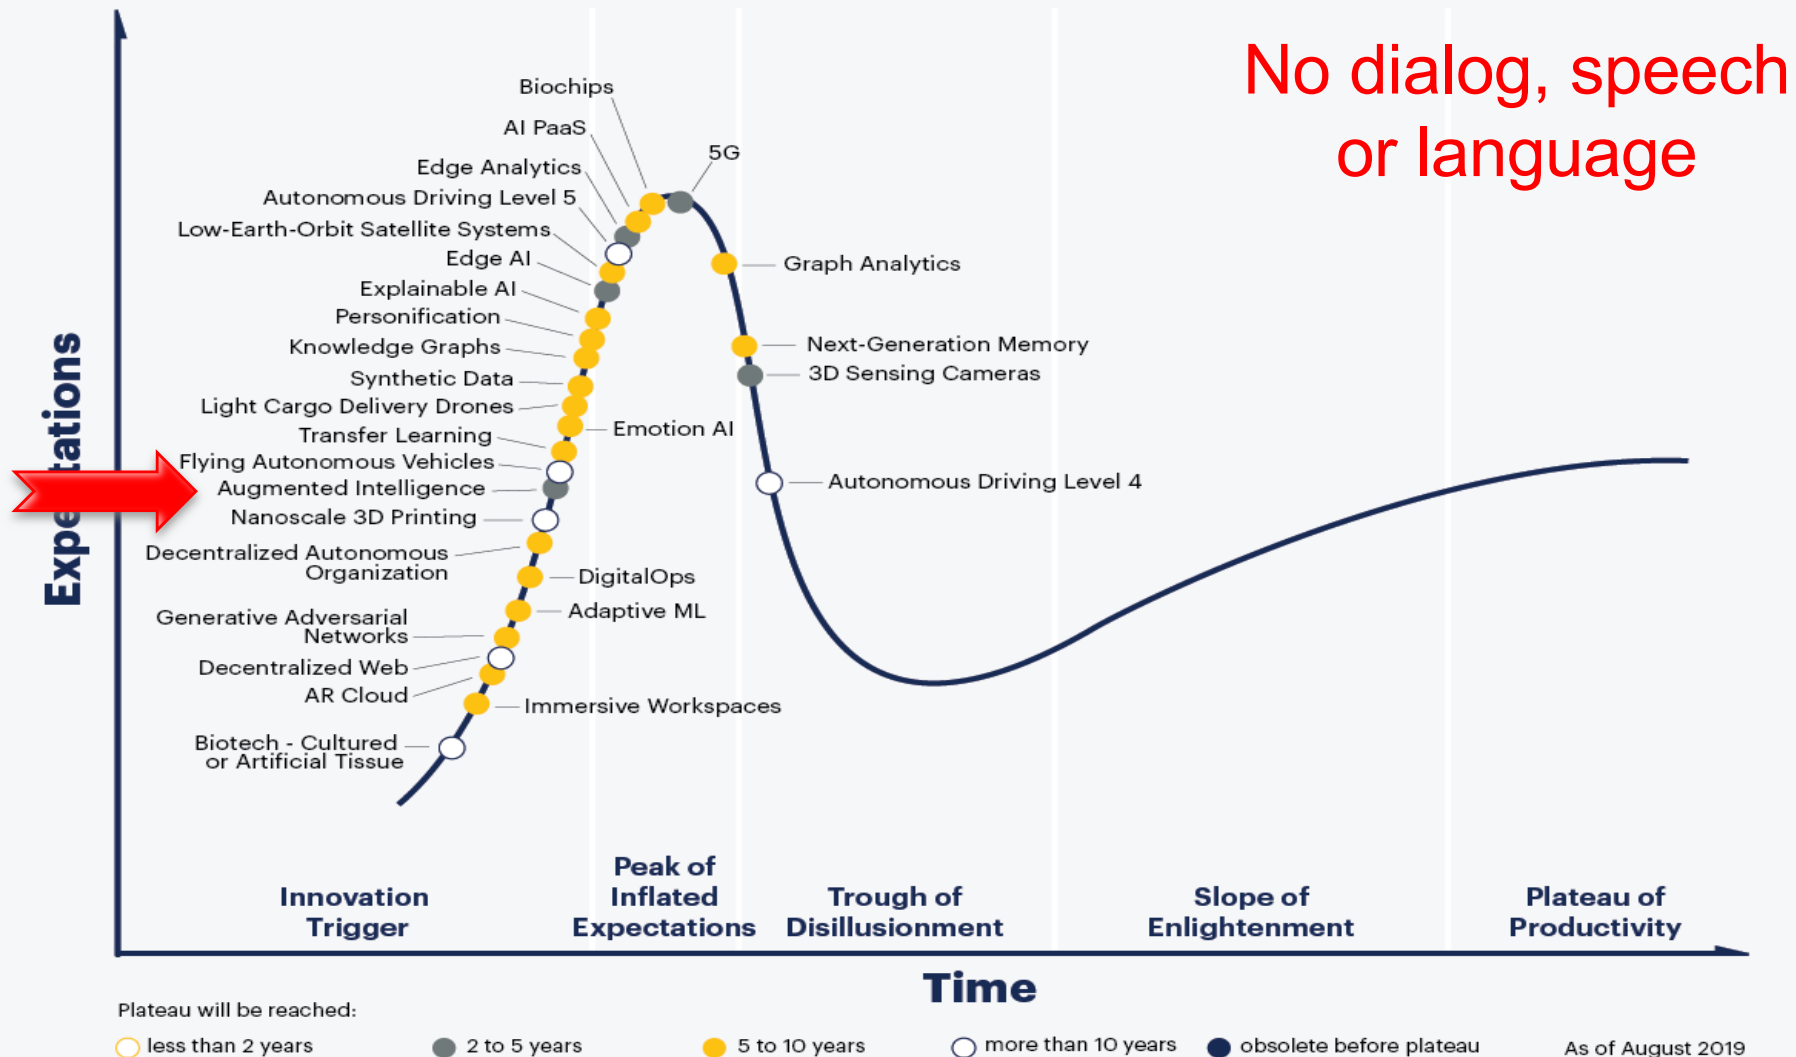 No dialog, speech
or language
Biochips
AI PaaS
5G
Edge Analytics
Autonomous Driving Level 5
Low-Earth-Orbit Satellite Systems
Edge AI
Graph Analytics
Explainable AI
Personification
Knowledge Graphs
Next-Generation Memory
3D Sensing Cameras
Synthetic Data
Light Cargo Delivery Drones
Emotion AI
Transfer Learning
Flying Autonomous Vehicles
Autonomous Driving Level 4
Augmented Intelligence
Nanoscale 3D Printing
Decentralized Autonomous
Organization
DigitalOps
Adaptive ML
Generative Adversarial
Networks
Decentralized Web
AR Cloud
Immersive Workspaces
Biotech - Cultured
or Artificial Tissue
Expectations
Innovation
Trigger
Peak of
Inflated
Expectations
Trough of
Disillusionment
Slope of
Enlightenment
Plateau of
Productivity
Time
Plateau will be reached:
less than 2 years
2 to 5 years
5 to 10 years
more than 10 years
obsolete before plateau
As of August 2019